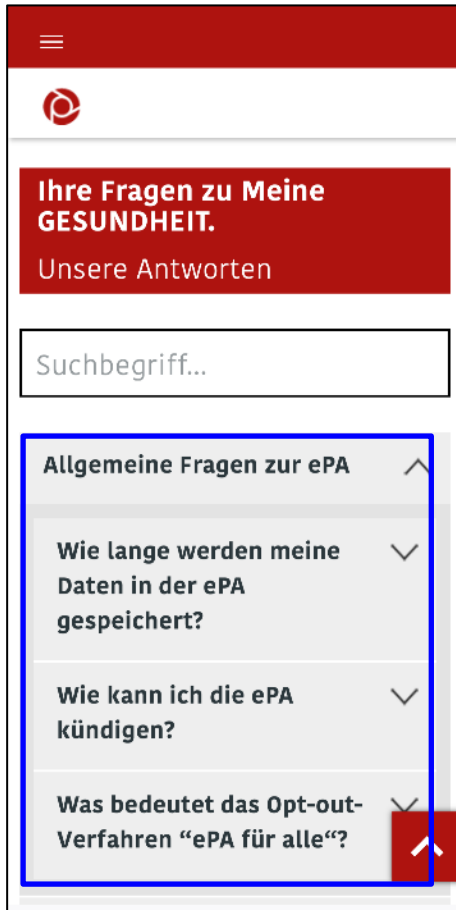 Ihre Fragen zu Meine
GESUNDHEIT.
Unsere Antworten
Suchbegriff...
Allgemeine Fragen zur ePA
Wie lange werden meine
Daten in der ePA
gespeichert?
Wie kann ich die ePA
kündigen?
Was bedeutet das Opt-out-
Verfahren “ePA für alle“?